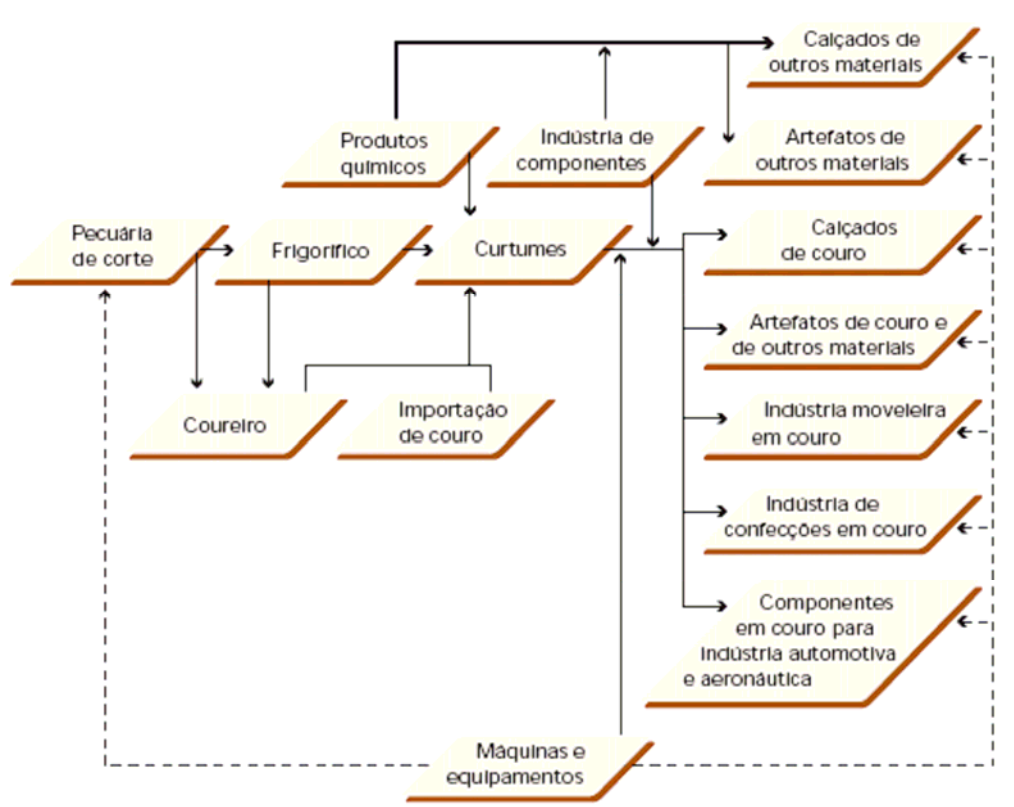 Calçados de
outros materiais
Produtos
químicos
Indústria de
componentes
Artefatos de
outros materiais
Pecuária
de corte
Frigorífico
Curtumes
Calçados
de couro
Artefatos de couro e
de outros materiais
Coureiro
Importação
de couro
Indústria moveleira
em couro
Indústria de
confecções em couro
Componentes
em couro para
indústria automotiva
e aeronáutica
Máquinas e
equipamentos